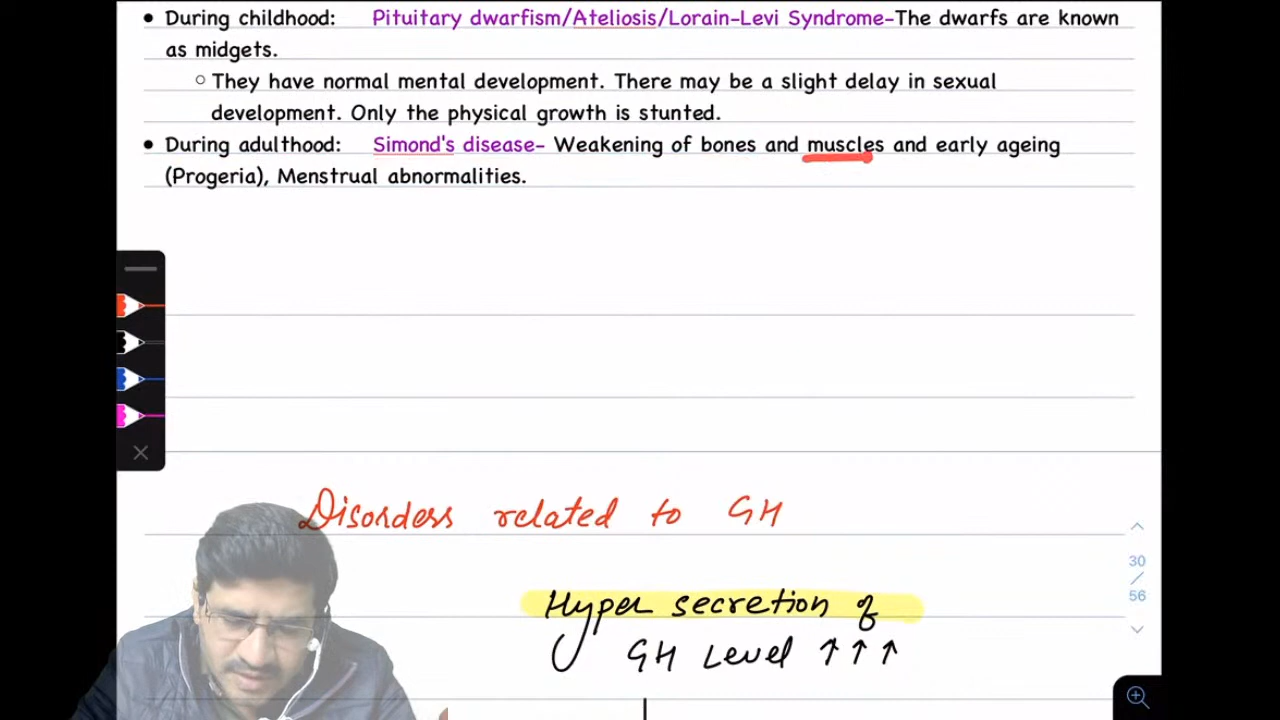 • During childhood: Pituitary dwarfism/Ateliosis/Lorain-Levi Syndrome-The dwarfs are known
as midgets.
○ They have normal mental development. There may be a slight delay in sexual
development. Only the physical growth is stunted.
• During adulthood: Simond's disease- Weakening of bones and muscles and early ageing
(Progeria), Menstrual abnormalities.
Disorders related to GH
Hyper secretion of
GH Level ↑↑↑
30
/
56